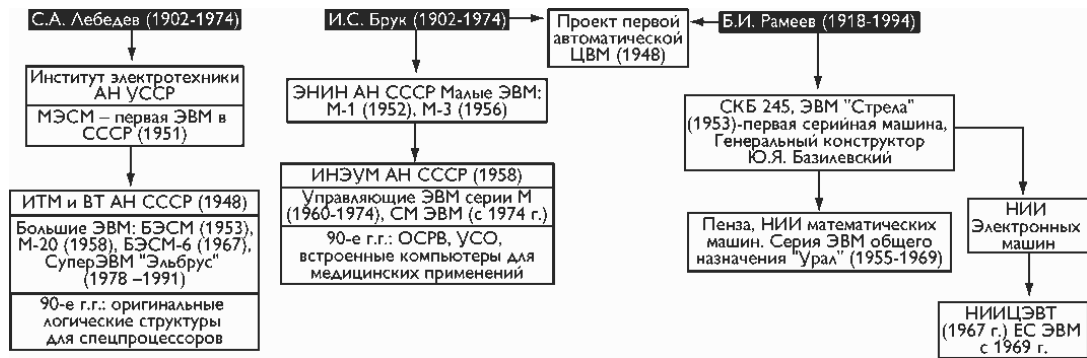 С.А. Лебедев (1902-1974)
Институт электротехники
АН УССР
МЭСМ – первая ЭВМ в
СССР (1951)
ИТМ и ВТ АН СССР (1948)
Большие ЭВМ: БЭСМ (1953),
М-20 (1958), БЭСМ-6 (1967),
СуперЭВМ "Эльбрус"
(1978 –1991)
90-е г.г.: оригинальные
логические структуры
для спецпроцессоров
И.С. Брук (1902-1974)
ЭНИН АН СССР Малые ЭВМ:
М-1 (1952), М-3 (1956)
ИНЭУМ АН СССР (1958)
Управляющие ЭВМ серии М
(1960-1974), СМ ЭВМ (с 1974 г.)
90-е г.г.: ОСРВ, УСО,
встроенные компьютеры для
медицинских применений
Проект первой
автоматической
ЦВМ (1948)
Б.И. Рамеев (1918-1994)
СКБ 245, ЭВМ "Стрела"
(1953)-первая серийная машина,
Генеральный конструктор
Ю.Я. Базилевский
Пенза, НИИ математических
машин. Серия ЭВМ общего
назначения "Урал" (1955-1969)
НИИ
Электронных
машин
НИИЦЭВТ
(1967 г.) ЕС ЭВМ
с 1969 г.